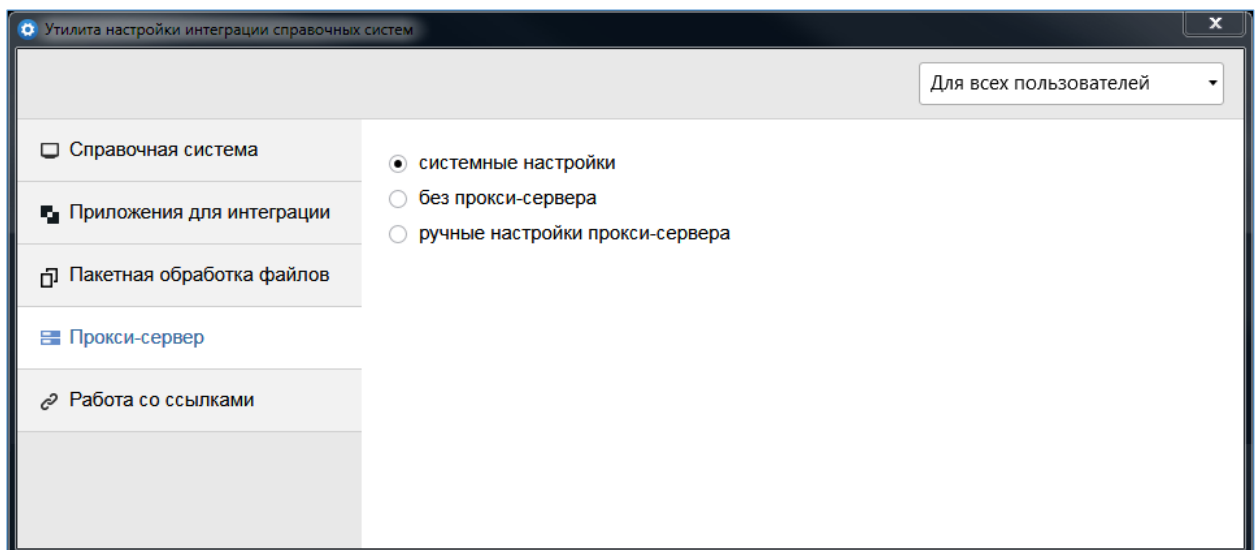 Утилита настройки интеграции справочных систем
Для всех пользователей
Справочная система
Приложения для интеграции
Пакетная обработка файлов
Прокси-сервер
Работа со ссылками
системные настройки
без прокси-сервера
ручные настройки прокси-сервера